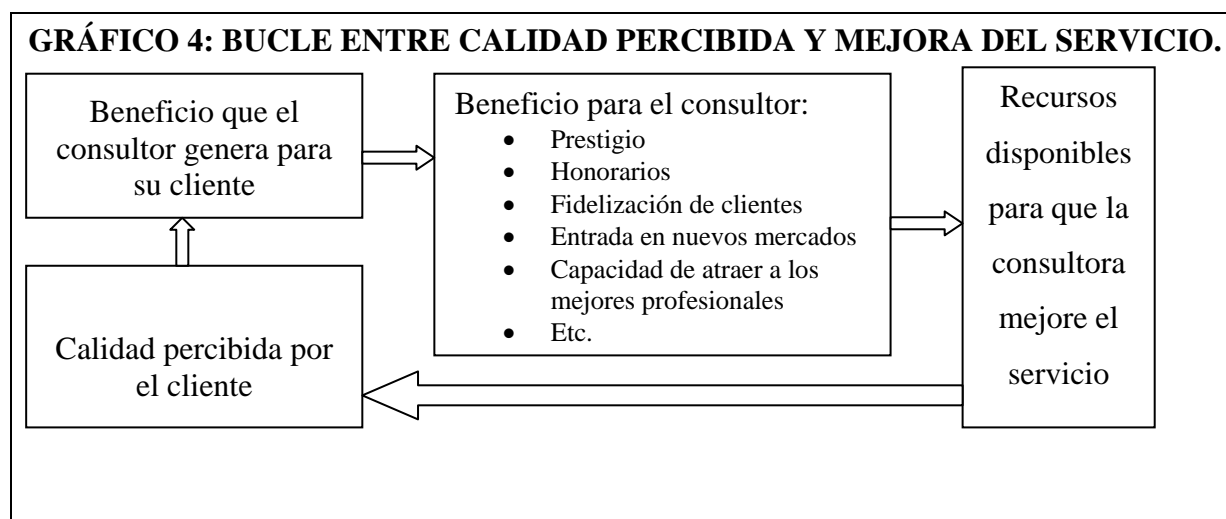 GRÁFICO 4: BUCLE ENTRE CALIDAD PERCIBIDA Y MEJORA DEL SERVICIO.
Beneficio que el
consultor genera para
su cliente
Beneficio para el consultor:
• Prestigio
• Honorarios
• Fidelización de clientes
• Entrada en nuevos mercados
• Capacidad de atraer a los
mejores profesionales
• Etc.
Recursos
disponibles
para que la
consultora
mejore el
servicio
Calidad percibida por
el cliente